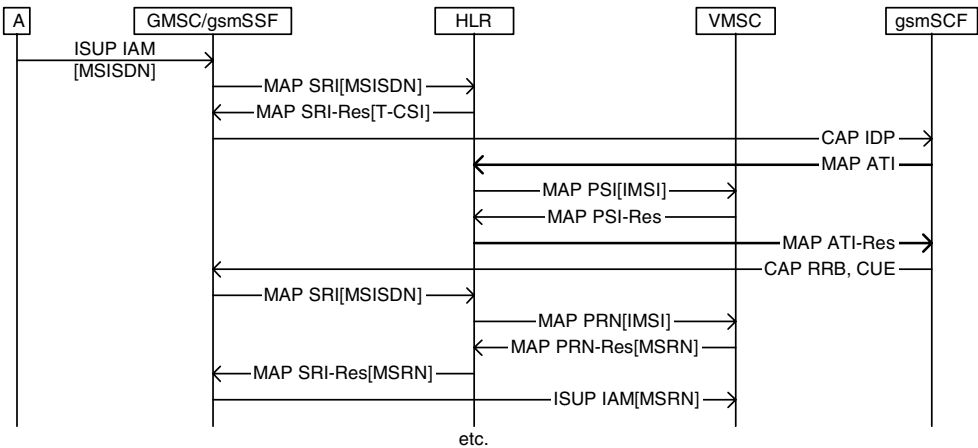 A GMSC/gsmSSF HLR VMSC gsmSCF
ISUP IAM
[MSISDN]
MAP SRI[MSISDN]
MAP SRI-Res[T-CSI]
CAP IDP
MAP ATI
MAP PSI[IMSI]
MAP PSI-Res
MAP ATI-Res
CAP RRB, CUE
MAP SRI[MSISDN]
MAP PRN[IMSI]
MAP PRN-Res[MSRN]
MAP SRI-Res[MSRN]
ISUP IAM[MSRN]
etc.